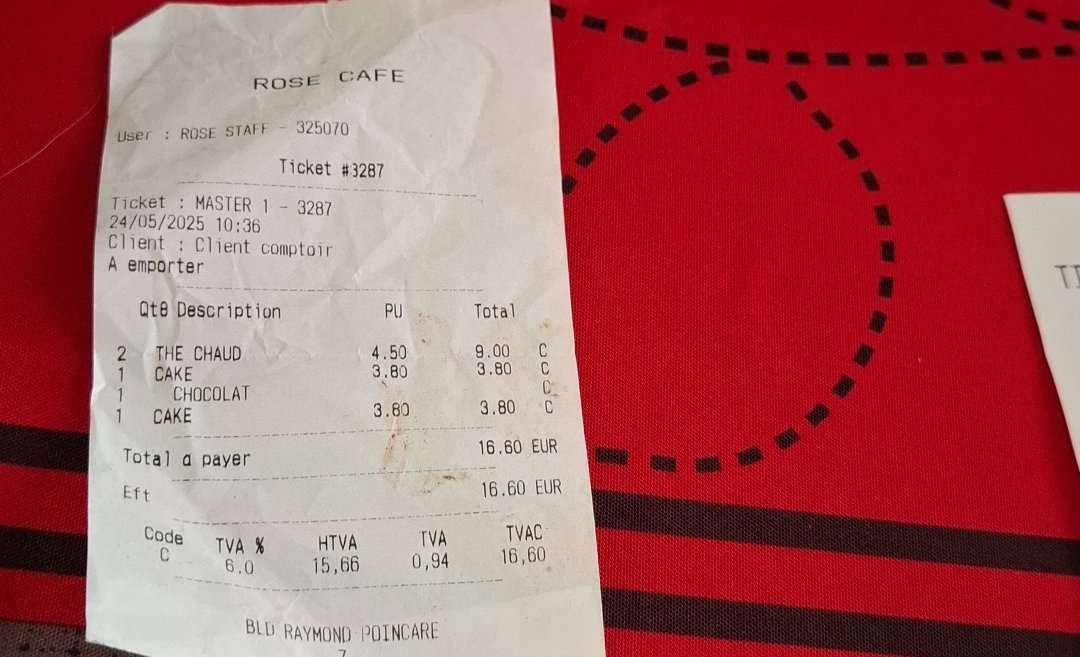 ROSE CAFE
User : ROSE STAFF - 325070
Ticket #3287
Ticket : MASTER 1 - 3287
24/05/2025 10:36
Client : Client comptoir
A emporter
Qt8 Description PU Total
2 THE CHAUD 4.50 9.00 C
1 CAKE 3.80 3.80 C
1 CHOCOLAT C
1 CAKE 3.80 3.80 C
Total a payer 16.60 EUR
Eft 16.60 EUR
Code TVA % HTVA TVA TVAC
C 6.0 15,66 0,94 16,60
BLD RAYMOND POINCARE